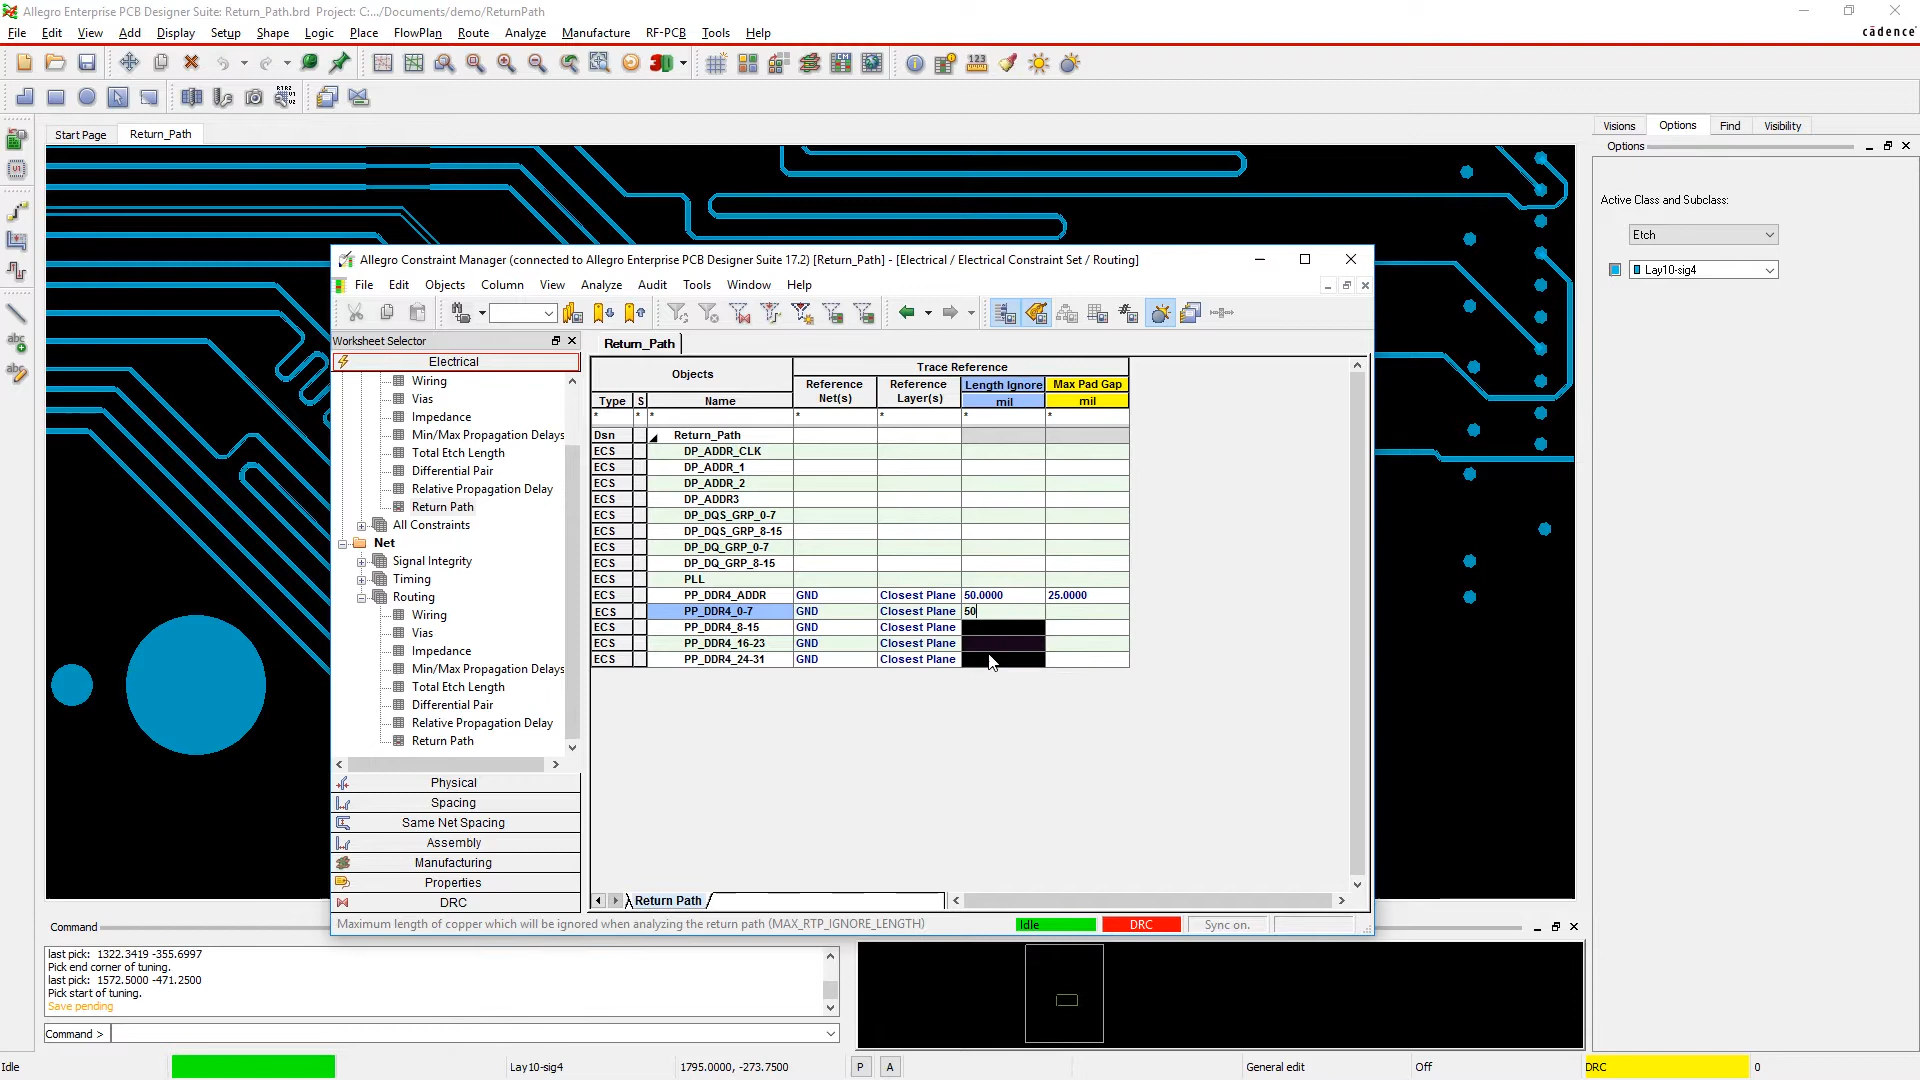 Allegro Enterprise PCB Designer Suite: Return_Path.brd Project: C:.../Documents/demo/ReturnPath
File Edit View Add Display Setup Shape Logic Place FlowPlan Route Analyze Manufacture RF-PCB Tools Help
cādence
3D
123
R1R2
V1
V2
Start Page Return_Path
Visions Options Find Visibility
Options
U1
Active Class and Subclass:
Etch
Lay10-sig4
abc
abc
Allegro Constraint Manager (connected to Allegro Enterprise PCB Designer Suite 17.2) [Return_Path] - [Electrical / Electrical Constraint Set / Routing]
File Edit Objects Column View Analyze Audit Tools Window Help
Worksheet Selector
Electrical
Wiring
Vias
Impedance
Min/Max Propagation Delays
Total Etch Length
Differential Pair
Relative Propagation Delay
Return Path
All Constraints
Net
Signal Integrity
Timing
Routing
Wiring
Vias
Impedance
Min/Max Propagation Delays
Total Etch Length
Differential Pair
Relative Propagation Delay
Return Path
Physical
Spacing
Same Net Spacing
Assembly
Manufacturing
Properties
DRC
Return_Path
Objects Trace Reference
Reference Net(s) Reference Layer(s) Length Ignore Max Pad Gap
Type S Name mil mil
* * * * * * *
Dsn Return_Path
ECS DP_ADDR_CLK
ECS DP_ADDR_1
ECS DP_ADDR_2
ECS DP_ADDR3
ECS DP_DQS_GRP_0-7
ECS DP_DQS_GRP_8-15
ECS DP_DQ_GRP_0-7
ECS DP_DQ_GRP_8-15
ECS PLL
ECS PP_DDR4_ADDR GND Closest Plane 50.0000 25.0000
ECS PP_DDR4_0-7 GND Closest Plane 50
ECS PP_DDR4_8-15 GND Closest Plane
ECS PP_DDR4_16-23 GND Closest Plane
ECS PP_DDR4_24-31 GND Closest Plane
Return Path
Maximum length of copper which will be ignored when analyzing the return path (MAX_RTP_IGNORE_LENGTH)
Idle DRC Sync on.
Command
last pick: 1322.3419 -355.6997
Pick end corner of tuning.
last pick: 1572.5000 -471.2500
Pick start of tuning.
Save pending
Command >
Idle Lay10-sig4 1795.0000, -273.7500 P A General edit Off DRC 0